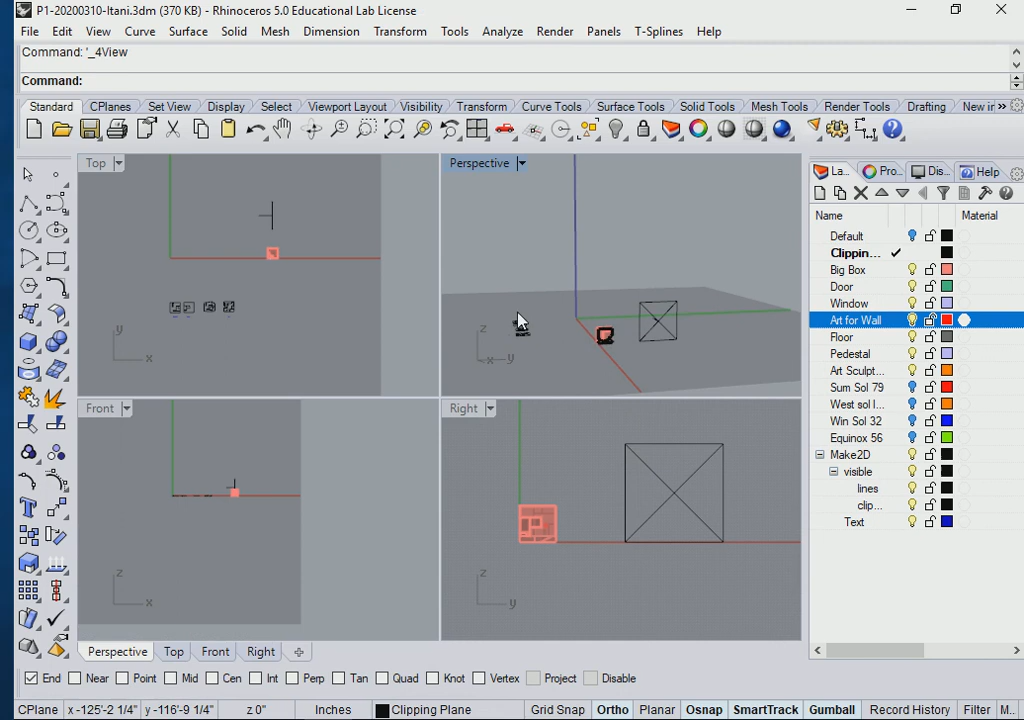 P1-20200310-Itani.3dm (370 KB) - Rhinoceros 5.0 Educational Lab License
File Edit View Curve Surface Solid Mesh Dimension Transform Tools Analyze Render Panels T-Splines Help
Command: '_4View
Command:
Standard CPlanes Set View Display Select Viewport Layout Visibility Transform Curve Tools Surface Tools Solid Tools Mesh Tools Render Tools Drafting New in »
Top Perspective
La... Pro... Dis... Help
Name Material
Default
Clippin...
Big Box
Door
Window
Art for Wall
Floor
Pedestal
Art Sculpt...
Sum Sol 79
West sol I...
Win Sol 32
Equinox 56
Make2D
visible
lines
clip...
Text
y x
z x y
Front Right
z x
z y
Perspective Top Front Right
End Near Point Mid Cen Int Perp Tan Quad Knot Vertex Project Disable
CPlane x -125'-2 1/4" y -116'-9 1/4" z 0" Inches Clipping Plane Grid Snap Ortho Planar Osnap SmartTrack Gumball Record History Filter M...